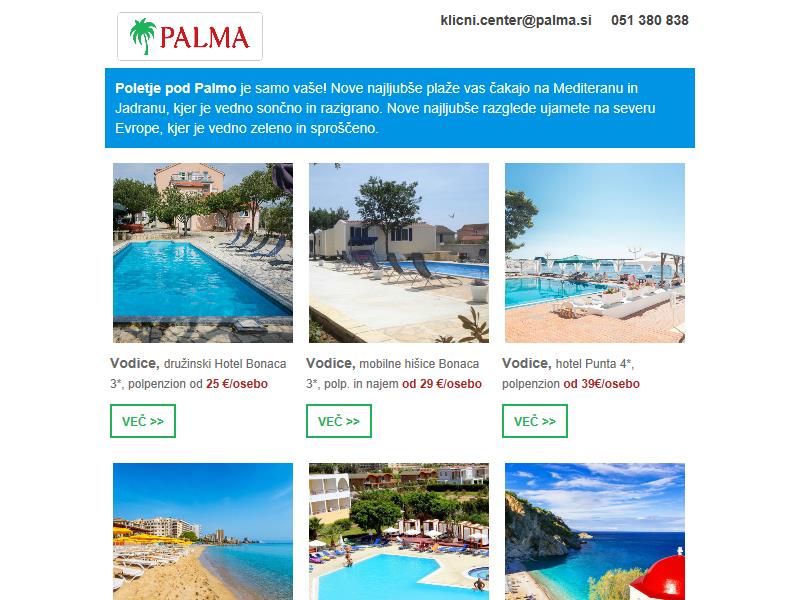 PALMA
klicni.center@palma.si 051 380 838
Poletje pod Palmo je samo vaše! Nove najljubše plaže vas čakajo na Mediteranu in
Jadranu, kjer je vedno sončno in razigrano. Nove najljubše razglede ujamete na severu
Evrope, kjer je vedno zeleno in sproščeno.
Vodice, družinski Hotel Bonaca
3*, polpenzion od 25 €/osebo
VEČ >>
Vodice, mobilne hišice Bonaca
3*, polp. in najem od 29 €/osebo
VEČ >>
Vodice, hotel Punta 4*,
polpenzion od 39€/osebo
VEČ >>